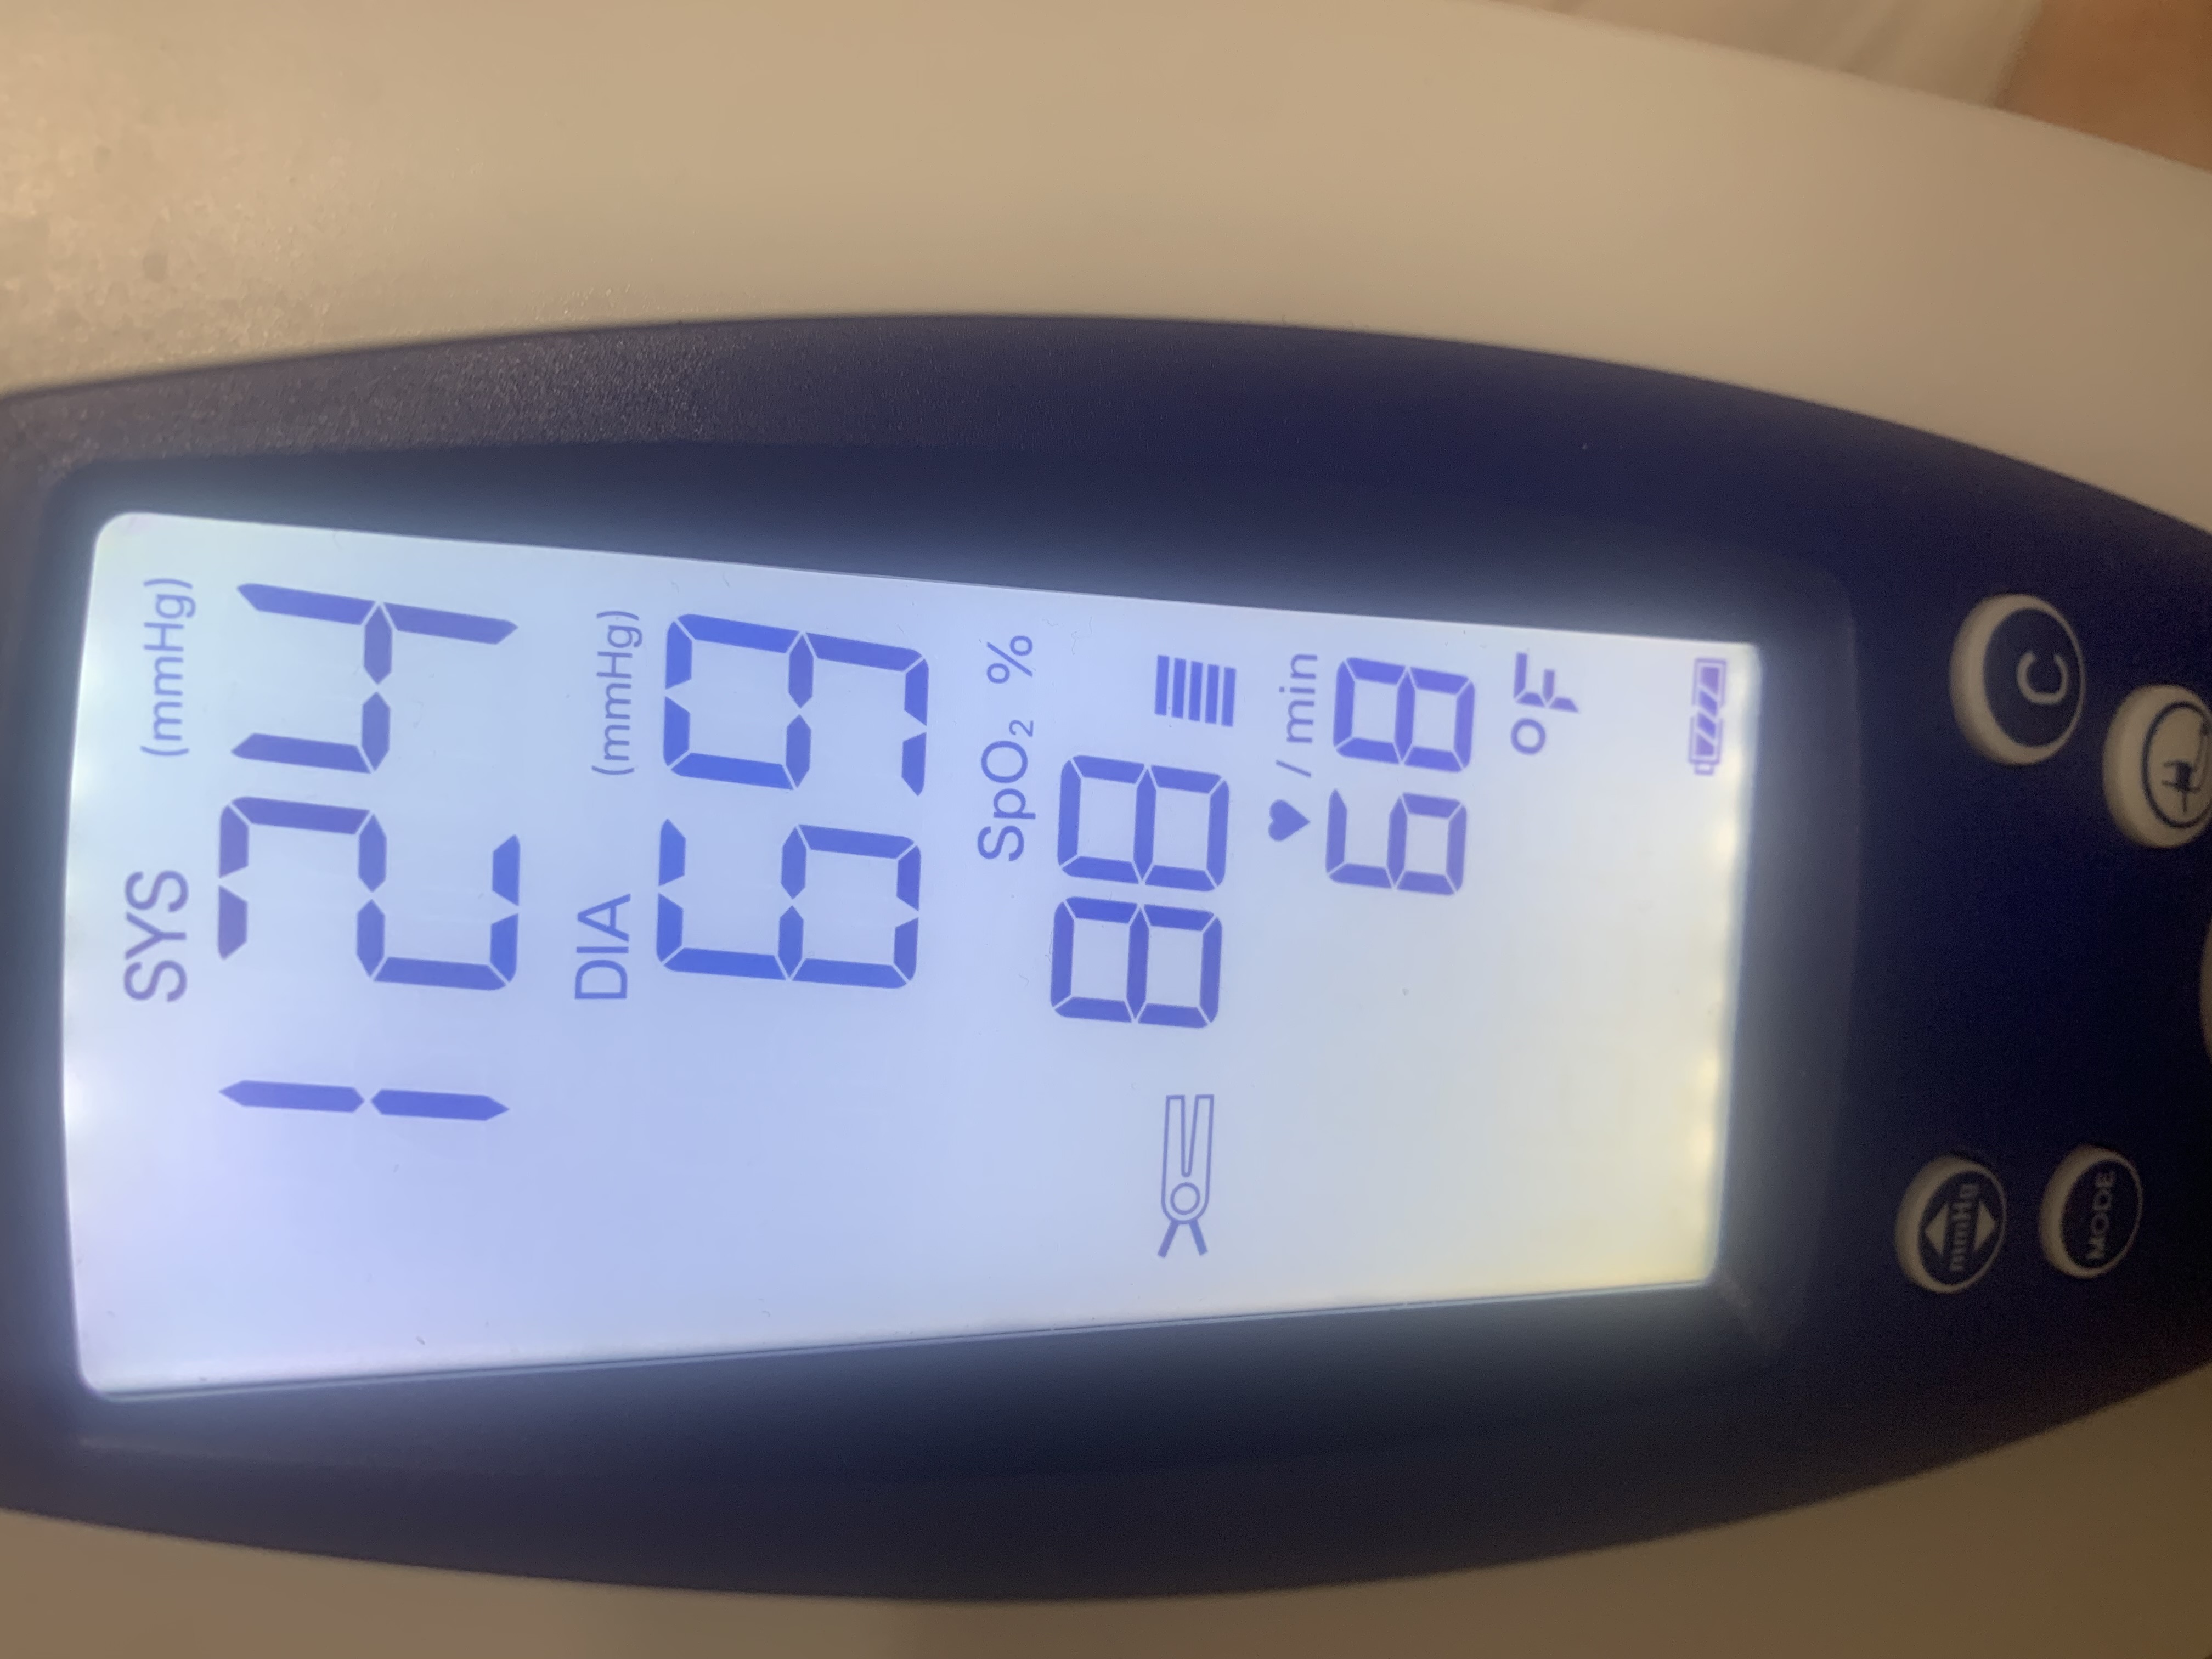 SYS (mmHg)
124
DIA (mmHg)
69
SpO₂ %
88
♥ / min
68
°F
mmHg
C
MODE